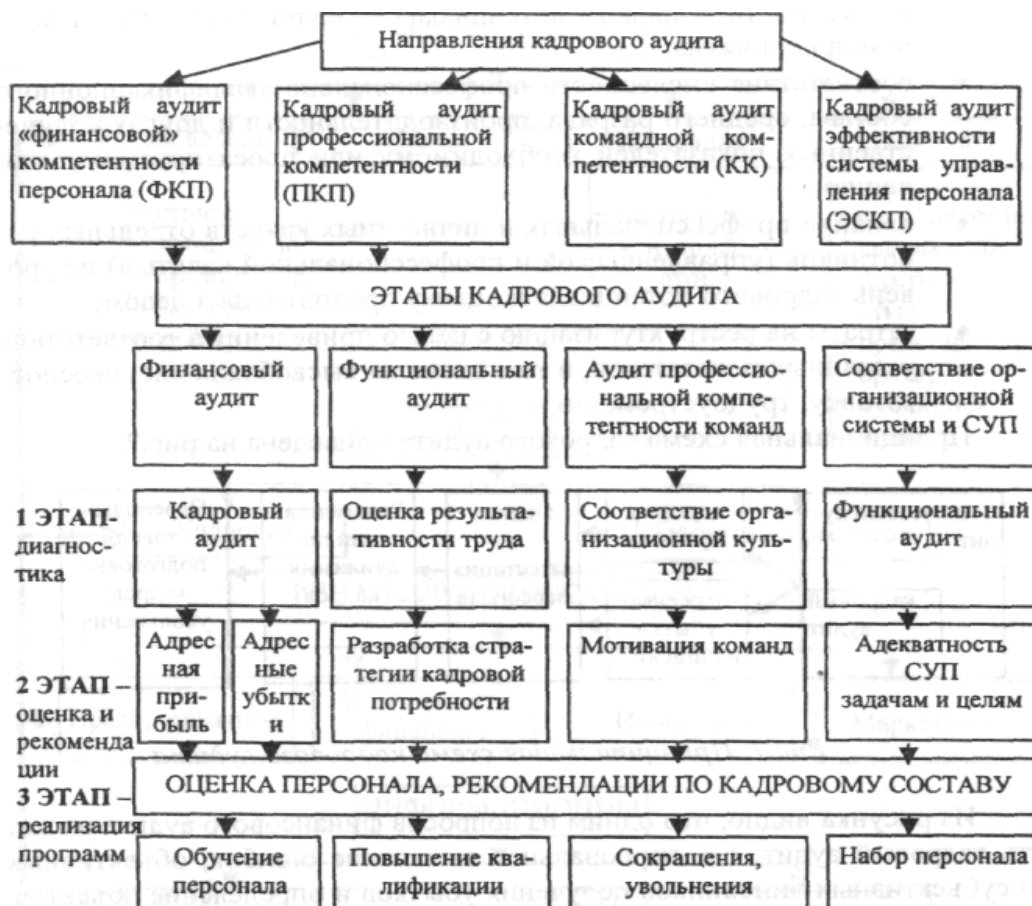 Направления кадрового аудита
Кадровый аудит
«финансовой»
компетентности
персонала (ФКП)
Кадровый аудит
профессиональной
компетентности
(ПКП)
Кадровый аудит
командной ком-
петентности (КК)
Кадровый аудит
эффективности
системы управ-
ления персонала
(ЭСКП)
ЭТАПЫ КАДРОВОГО АУДИТА
Финансовый
аудит
Функциональный
аудит
Аудит профессио-
нальной компе-
тентности команд
Соответствие ор-
ганизационной
системы и СУП
1 ЭТАП-
диагнос-
тика
Кадровый
аудит
Оценка результа-
тивности труда
Соответствие орга-
низационной куль-
туры
Функциональный
аудит
2 ЭТАП –
оценка и
рекоменда
ции
Адрес
ная
при-
быль
Адрес
ные
убытк
и
Разработка стра-
тегии кадровой
потребности
Мотивация команд
Адекватность
СУП
задачам и целям
ОЦЕНКА ПЕРСОНАЛА, РЕКОМЕНДАЦИИ ПО КАДРОВОМУ СОСТАВУ
3 ЭТАП –
реализация
программ
Обучение
персонала
Повышение ква-
лификации
Сокращения,
увольнения
Набор персонала